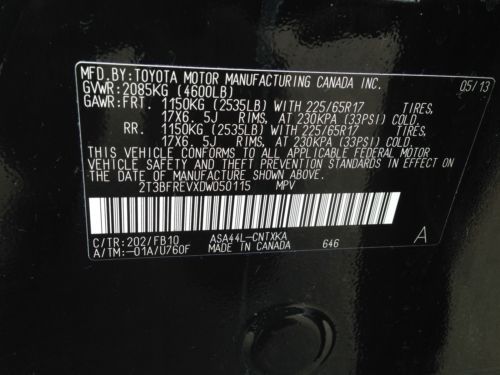 MFD.BY:TOYOTA MOTOR MANUFACTURING CANADA INC. 05/13
GVWR:2085KG (4600LB)
GAWR:FRT. 1150KG (2535LB) WITH 225/65R17 TIRES,
17X6. 5J RIMS, AT 230KPA (33PSI) COLD.
RR. 1150KG (2535LB) WITH 225/65R17 TIRES,
17X6. 5J RIMS, AT 230KPA (33PSI) COLD.
THIS VEHICLE CONFORMS TO ALL APPLICABLE FEDERAL MOTOR
VEHICLE SAFETY AND THEFT PREVENTION STANDARDS IN EFFECT ON
THE DATE OF MANUFACTURE SHOWN ABOVE.
2T3BFREVXDW050115 MPV
C/TR:202/FB10 ASA44L-CNTXKA 646 A
A/TM:-01A/U760F MADE IN CANADA